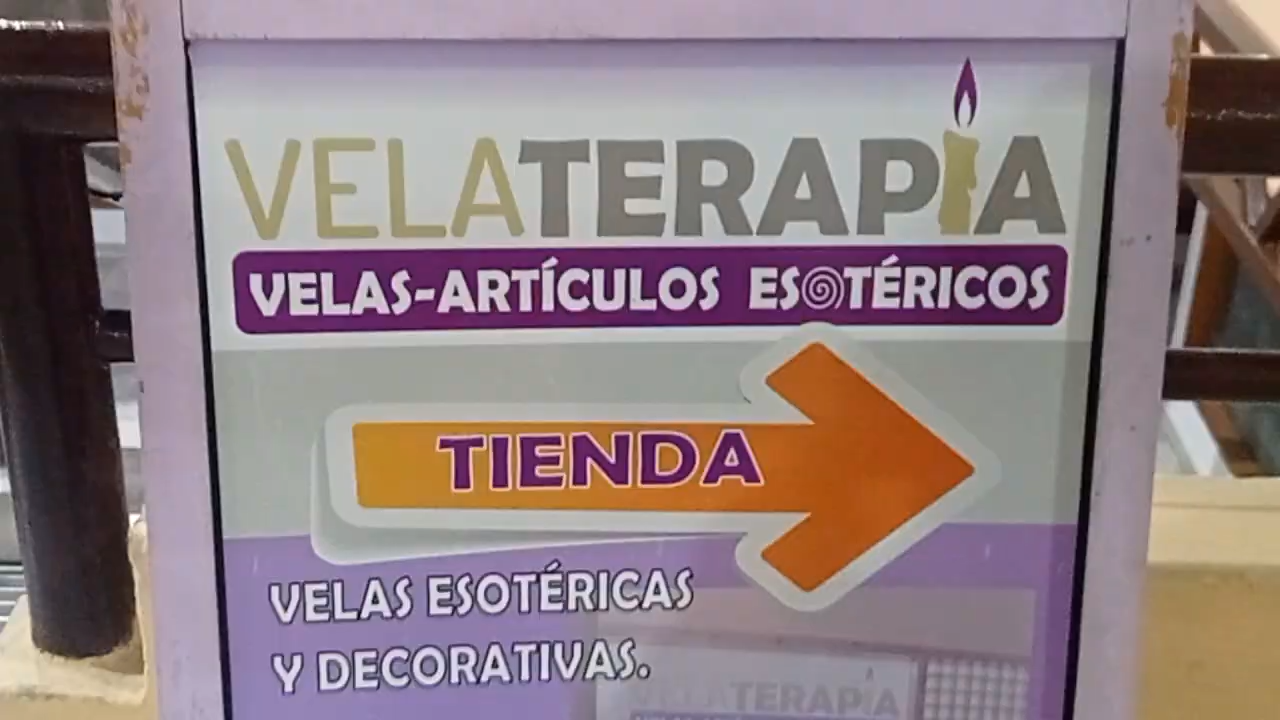 VELATERAPIA
VELAS-ARTÍCULOS ESOTÉRICOS
TIENDA
VELAS ESOTÉRICAS
Y DECORATIVAS.
VELATERAPIA